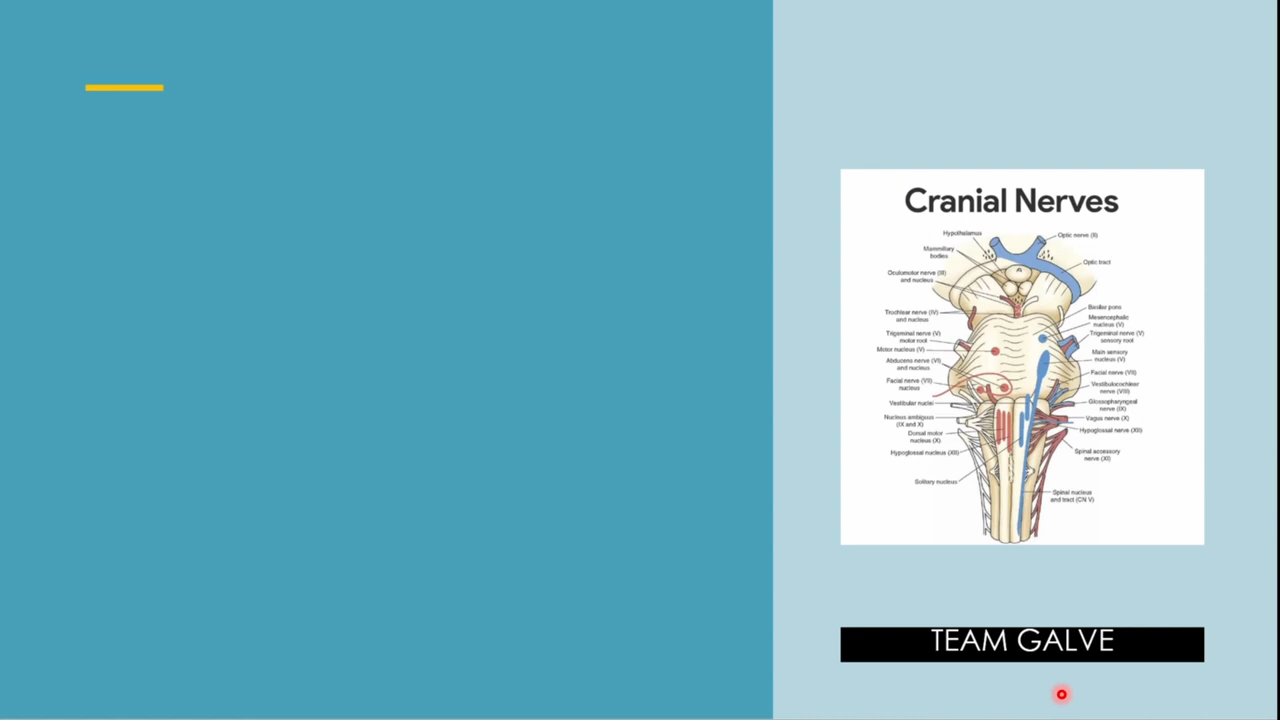 Cranial Nerves
Hypothalamus
Optic nerve (II)
Mammillary
bodies
Optic tract
Oculomotor nerve (III)
and nucleus
Basilar pons
Trochlear nerve (IV)
and nucleus
Mesencephalic
nucleus (V)
Trigeminal nerve (V)
motor root
Trigeminal nerve (V)
sensory root
Motor nucleus (V)
Main sensory
nucleus (V)
Abducens nerve (VI)
and nucleus
Facial nerve (VII)
Facial nerve (VII)
nucleus
Vestibulocochlear
nerve (VIII)
Vestibular nuclei
Glossopharyngeal
nerve (IX)
Nucleus ambiguus
(IX and X)
Vagus nerve (X)
Dorsal motor
nucleus (X)
Hypoglossal nerve (XII)
Hypoglossal nucleus (XII)
Spinal accessory
nerve (XI)
Solitary nucleus
Spinal nucleus
and tract (CN V)
TEAM GALVE